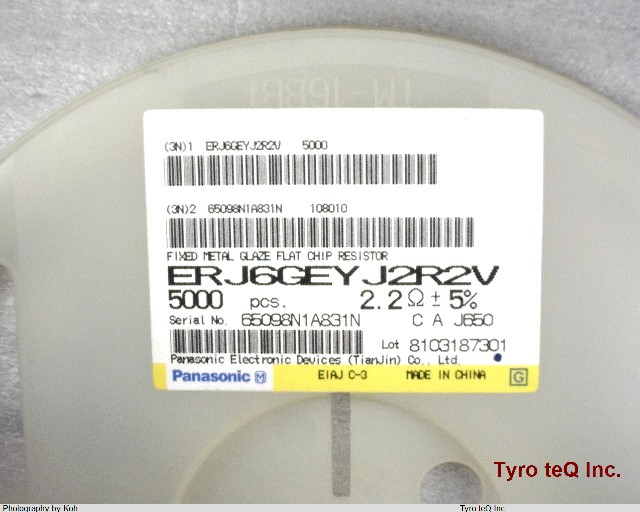 (3N)1 ERJ6GEYJ2R2V 5000
(3N)2 65098N1A831N 108010
FIXED METAL GLAZE FLAT CHIP RESISTOR
ERJ6GEYJ2R2V
5000 pcs. 2.2Ω±5%
Serial No. 65098N1A831N C A J650
Lot 8103187301
Panasonic Electronic Devices (TianJin) Co., Ltd.
Panasonic M EIAJ C-3 MADE IN CHINA G
Tyro teQ Inc.
Photography by Koh Tyro teQ Inc